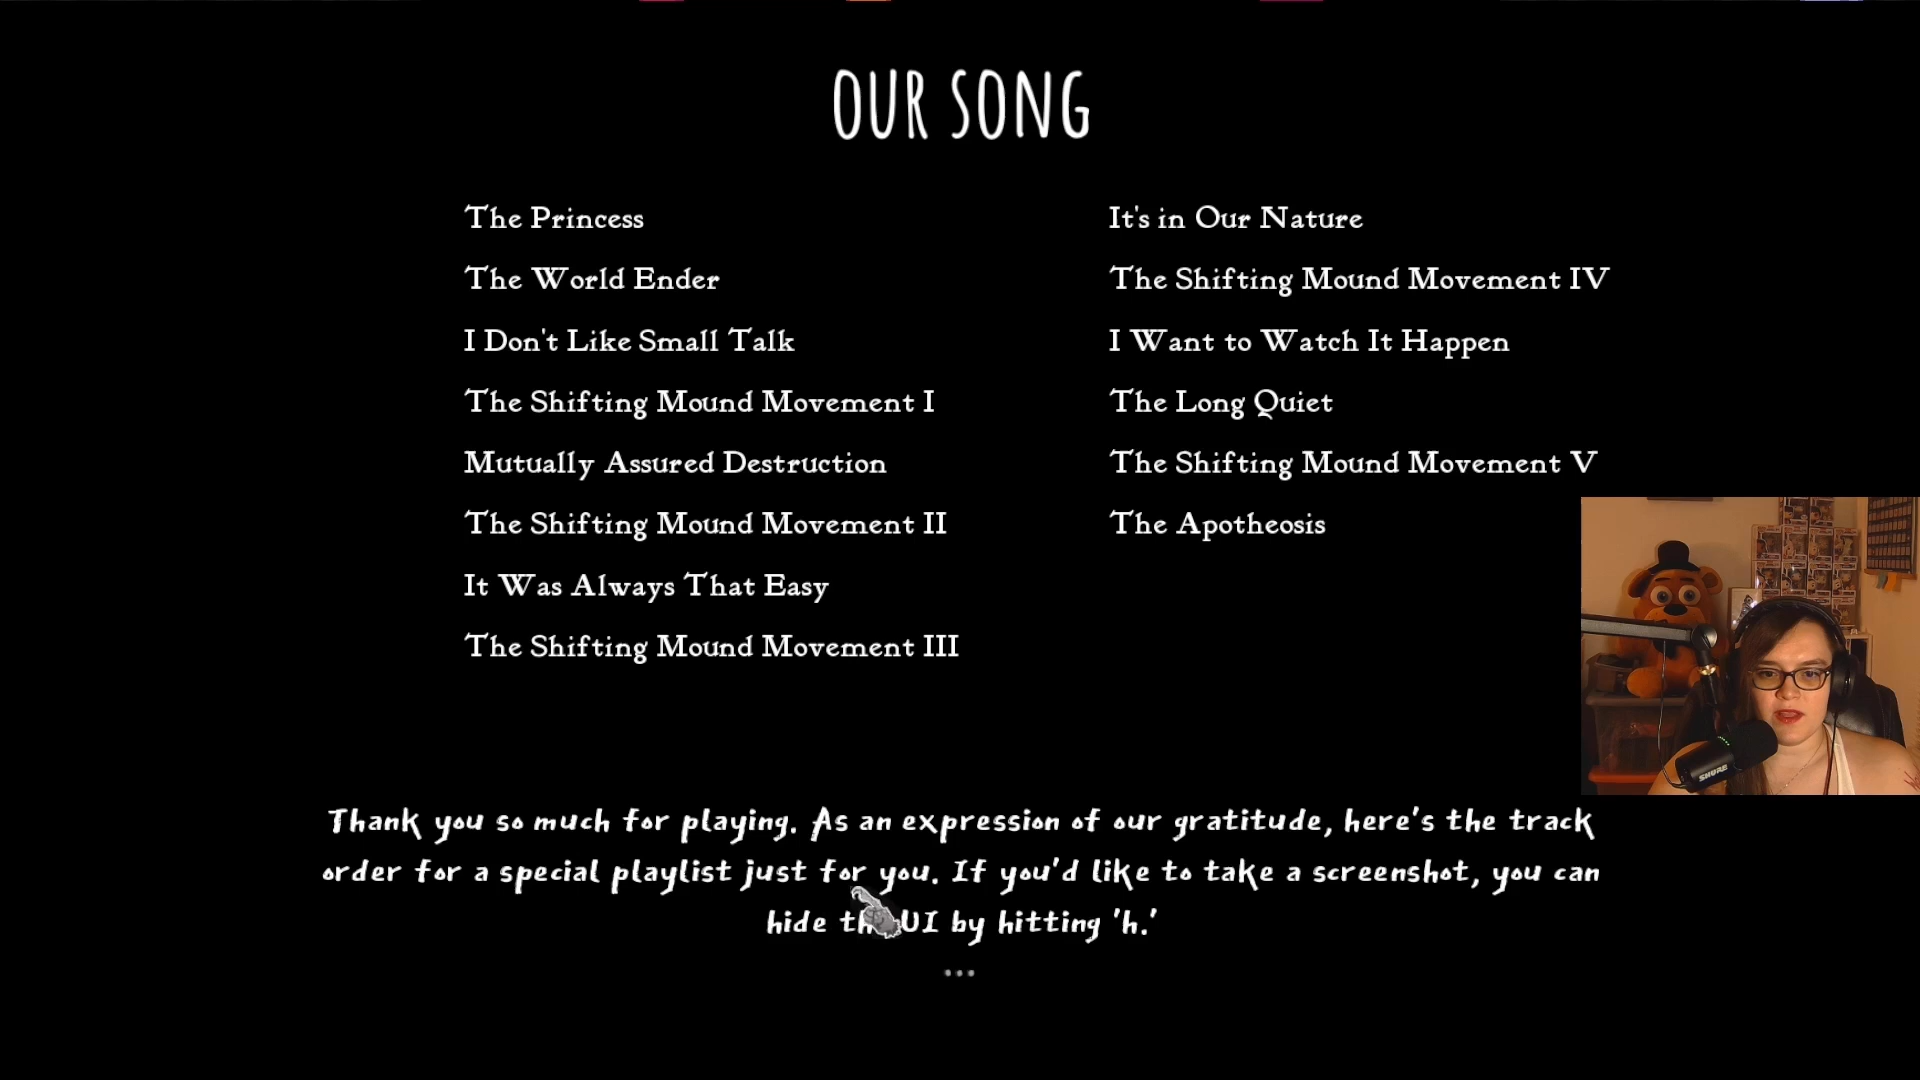 OUR SONG
The Princess
The World Ender
I Don't Like Small Talk
The Shifting Mound Movement I
Mutually Assured Destruction
The Shifting Mound Movement II
It Was Always That Easy
The Shifting Mound Movement III
It's in Our Nature
The Shifting Mound Movement IV
I Want to Watch It Happen
The Long Quiet
The Shifting Mound Movement V
The Apotheosis
Thank you so much for playing. As an expression of our gratitude, here's the track
order for a special playlist just for you. If you'd like to take a screenshot, you can
hide UI by hitting 'h.'
...
SHURE